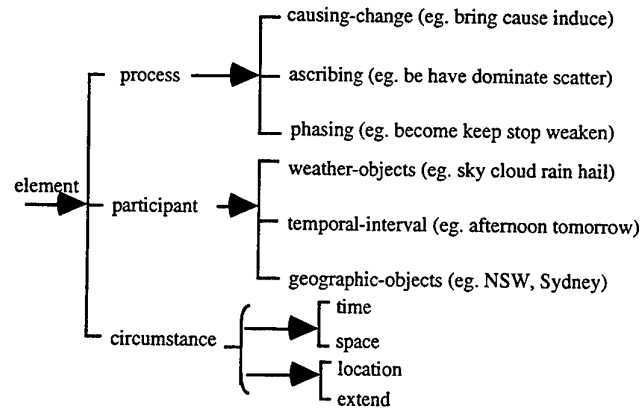 causing-change (eg. bring cause induce)
process
ascribing (eg. be have dominate scatter)
phasing (eg. become keep stop weaken)
weather-objects (eg. sky cloud rain hail)
element
participant
temporal-interval (eg. afternoon tomorrow)
geographic-objects (eg. NSW, Sydney)
time
circumstance
space
location
extend